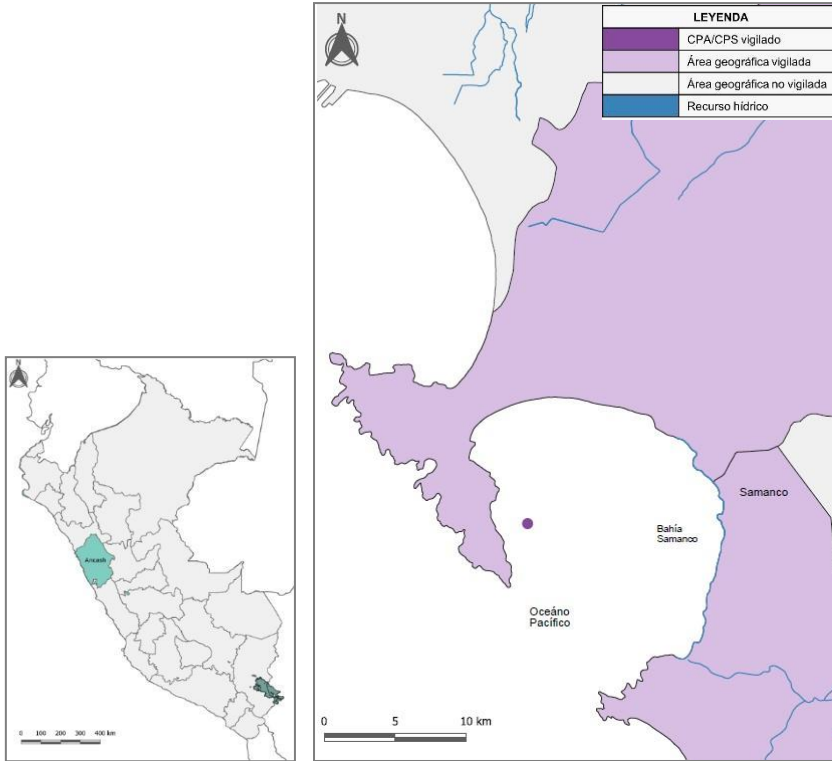 N
LEYENDA
CPA/CPS vigilado
Área geográfica vigilada
Área geográfica no vigilada
Recurso hídrico
Samanco
Bahía
Samanco
Oceáno
Pacífico
0 5 10 km
N
Ancash
0 100 200 300 400 km